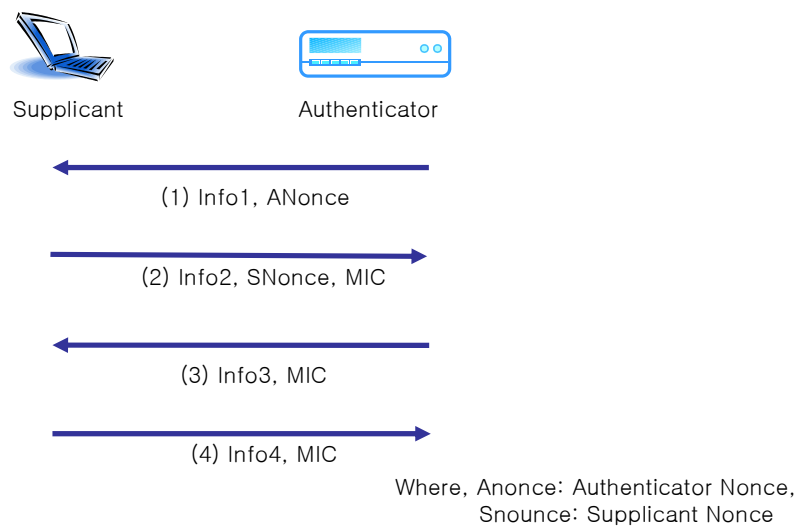 Supplicant
Authenticator
(1) Info1, ANonce
(2) Info2, SNonce, MIC
(3) Info3, MIC
(4) Info4, MIC
Where, Anonce: Authenticator Nonce,
Snounce: Supplicant Nonce